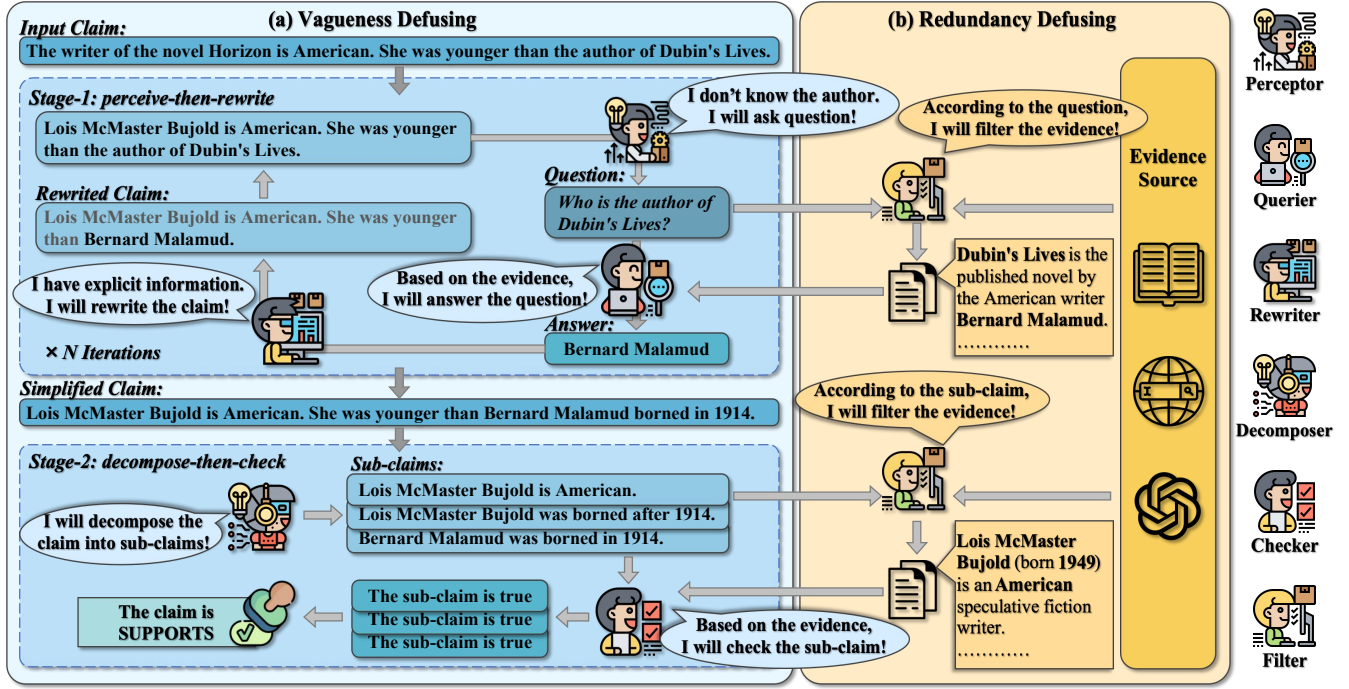 (a) Vagueness Defusing
Input Claim:
The writer of the novel Horizon is American. She was younger than the author of Dubin's Lives.
Stage-1: perceive-then-rewrite
Lois McMaster Bujold is American. She was younger
than the author of Dubin's Lives.
I don't know the author.
I will ask question!
Rewrited Claim:
Lois McMaster Bujold is American. She was younger
than Bernard Malamud.
Question:
Who is the author of
Dubin's Lives?
I have explicit information.
I will rewrite the claim!
Based on the evidence,
I will answer the question!
Answer:
Bernard Malamud
× N Iterations
Simplified Claim:
Lois McMaster Bujold is American. She was younger than Bernard Malamud borned in 1914.
Stage-2: decompose-then-check
Sub-claims:
I will decompose the
claim into sub-claims!
Lois McMaster Bujold is American.
Lois McMaster Bujold was borned after 1914.
Bernard Malamud was borned in 1914.
The claim is
SUPPORTS
The sub-claim is true
The sub-claim is true
The sub-claim is true
Based on the evidence,
I will check the sub-claim!
(b) Redundancy Defusing
According to the question,
I will filter the evidence!
Evidence
Source
Dubin's Lives is the
published novel by
the American writer
Bernard Malamud.
............
According to the sub-claim,
I will filter the evidence!
Lois McMaster
Bujold (born 1949)
is an American
speculative fiction
writer.
............
Perceptor
Querier
Rewriter
Decomposer
Checker
Filter